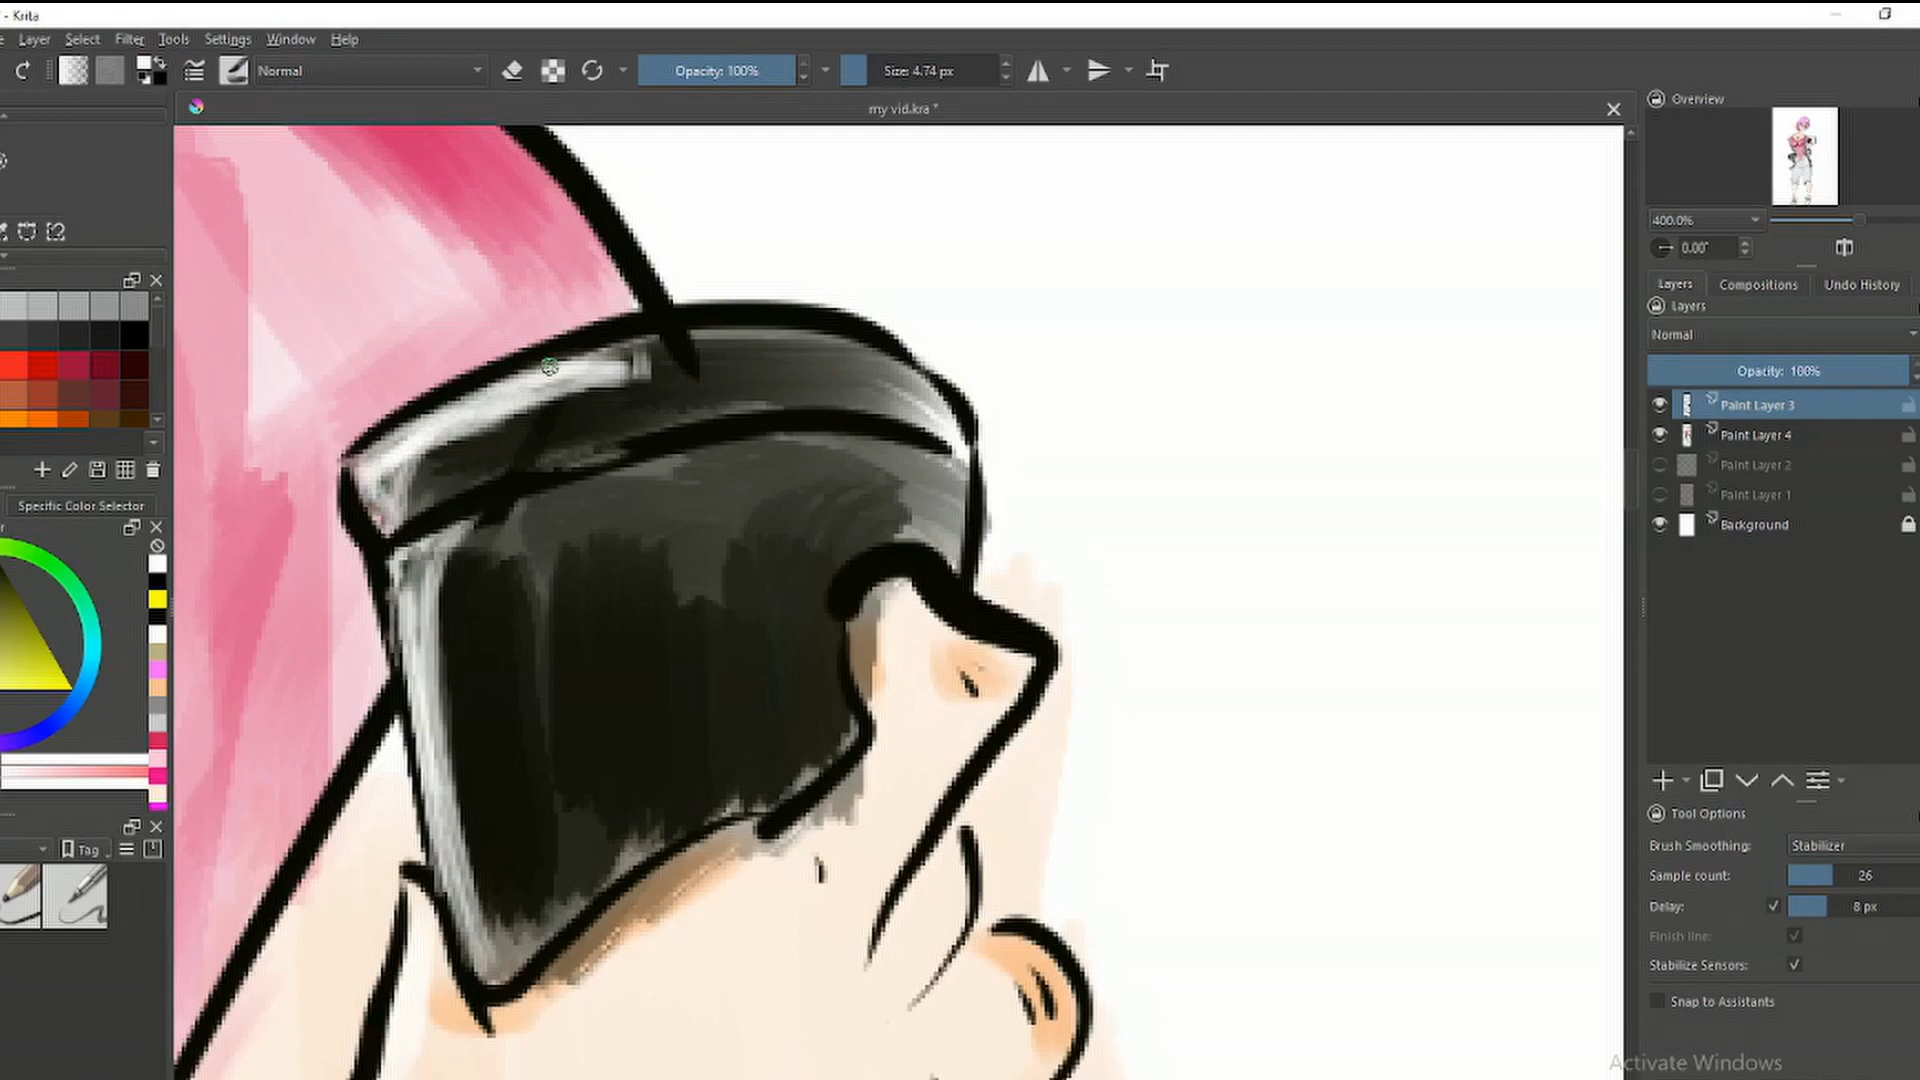 - Krita
Layer Select Filter Tools Settings Window Help
Normal
Opacity: 100%
Size: 4.74 px
my vid.kra *
Overview
400.0%
0.00°
Layers Compositions Undo History
Layers
Normal
Opacity: 100%
Paint Layer 3
Paint Layer 4
Paint Layer 2
Paint Layer 1
Background
Specific Color Selector
Tag
Tool Options
Brush Smoothing: Stabilizer
Sample count: 26
Delay: 8 px
Finish line:
Stabilize Sensors:
Snap to Assistants
Activate Windows